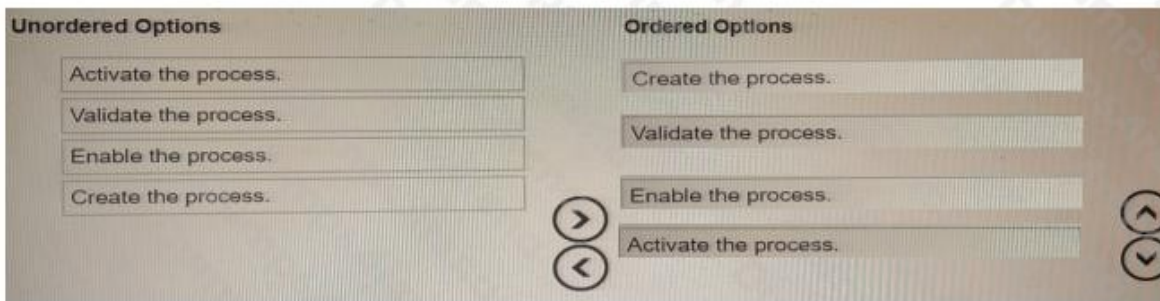 Unordered Options
Activate the process.
Validate the process.
Enable the process.
Create the process.
Ordered Options
Create the process.
Validate the process.
Enable the process.
Activate the process.